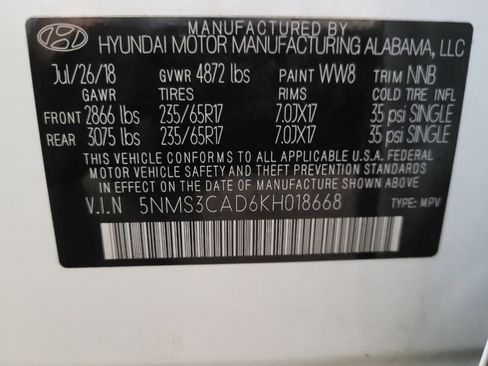 MANUFACTURED BY
HYUNDAI MOTOR MANUFACTURING ALABAMA, LLC
Jul/26/18 GVWR 4872 lbs PAINT WW8 TRIM NNB
GAWR TIRES RIMS COLD TIRE INFL
FRONT 2866 lbs 235/65R17 7.0JX17 35 psi SINGLE
REAR 3075 lbs 235/65R17 7.0JX17 35 psi SINGLE
THIS VEHICLE CONFORMS TO ALL APPLICABLE U.S.A. FEDERAL
MOTOR VEHICLE SAFETY AND THEFT PREVENTION STANDARDS
IN EFFECT ON THE DATE OF MANUFACTURE SHOWN ABOVE
V.I.N 5NMS3CAD6KH018668 TYPE: MPV